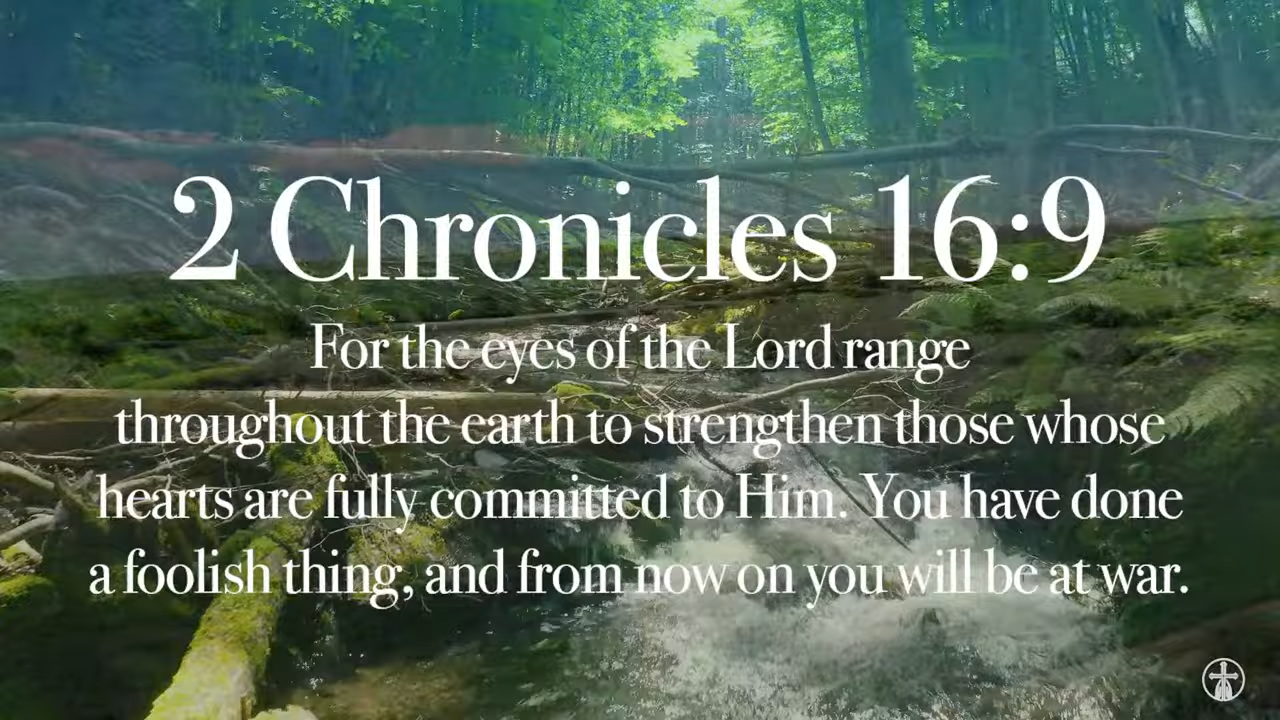 2 Chronicles 16:9
For the eyes of the Lord range
throughout the earth to strengthen those whose
hearts are fully committed to Him. You have done
a foolish thing, and from now on you will be at war.